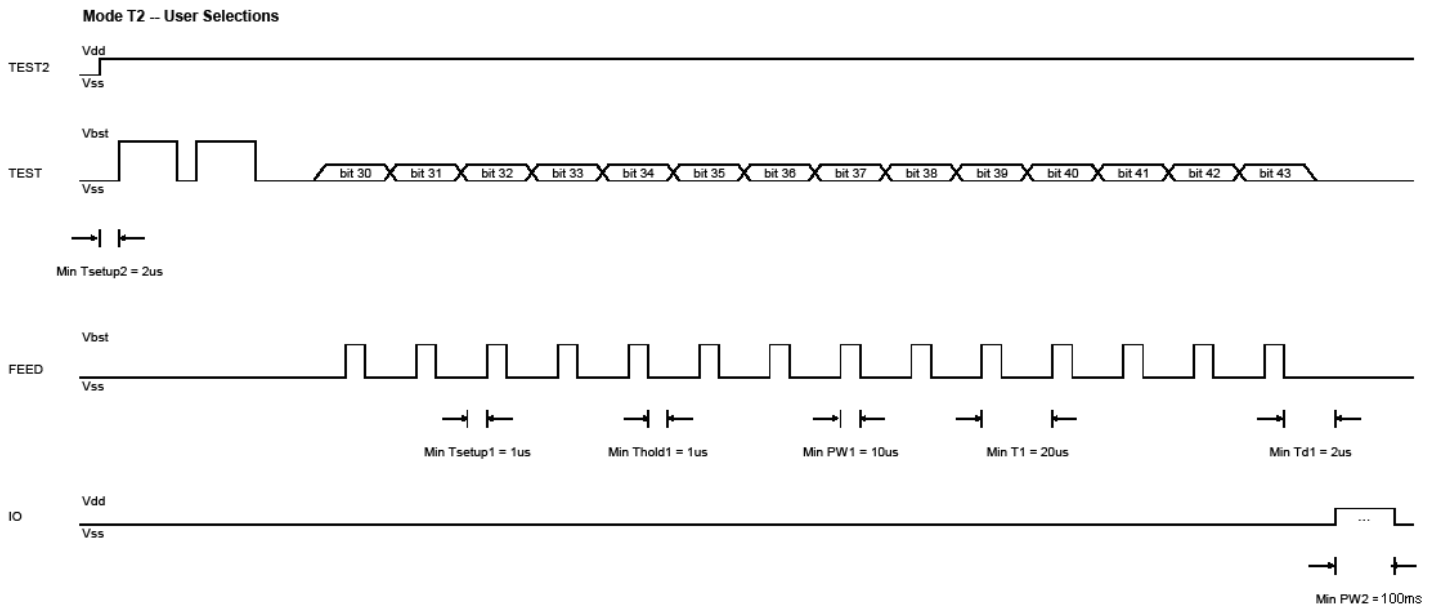 Mode T2 -- User Selections
Vdd
TEST2
Vss
Vbst
TEST
bit 30 bit 31 bit 32 bit 33 bit 34 bit 35 bit 36 bit 37 bit 38 bit 39 bit 40 bit 41 bit 42 bit 43
Vss
Min Tsetup2 = 2us
Vbst
FEED
Vss
Min Tsetup1 = 1us Min Thold1 = 1us Min PW1 = 10us Min T1 = 20us Min Td1 = 2us
Vdd
IO
...
Vss
Min PW2 = 100ms